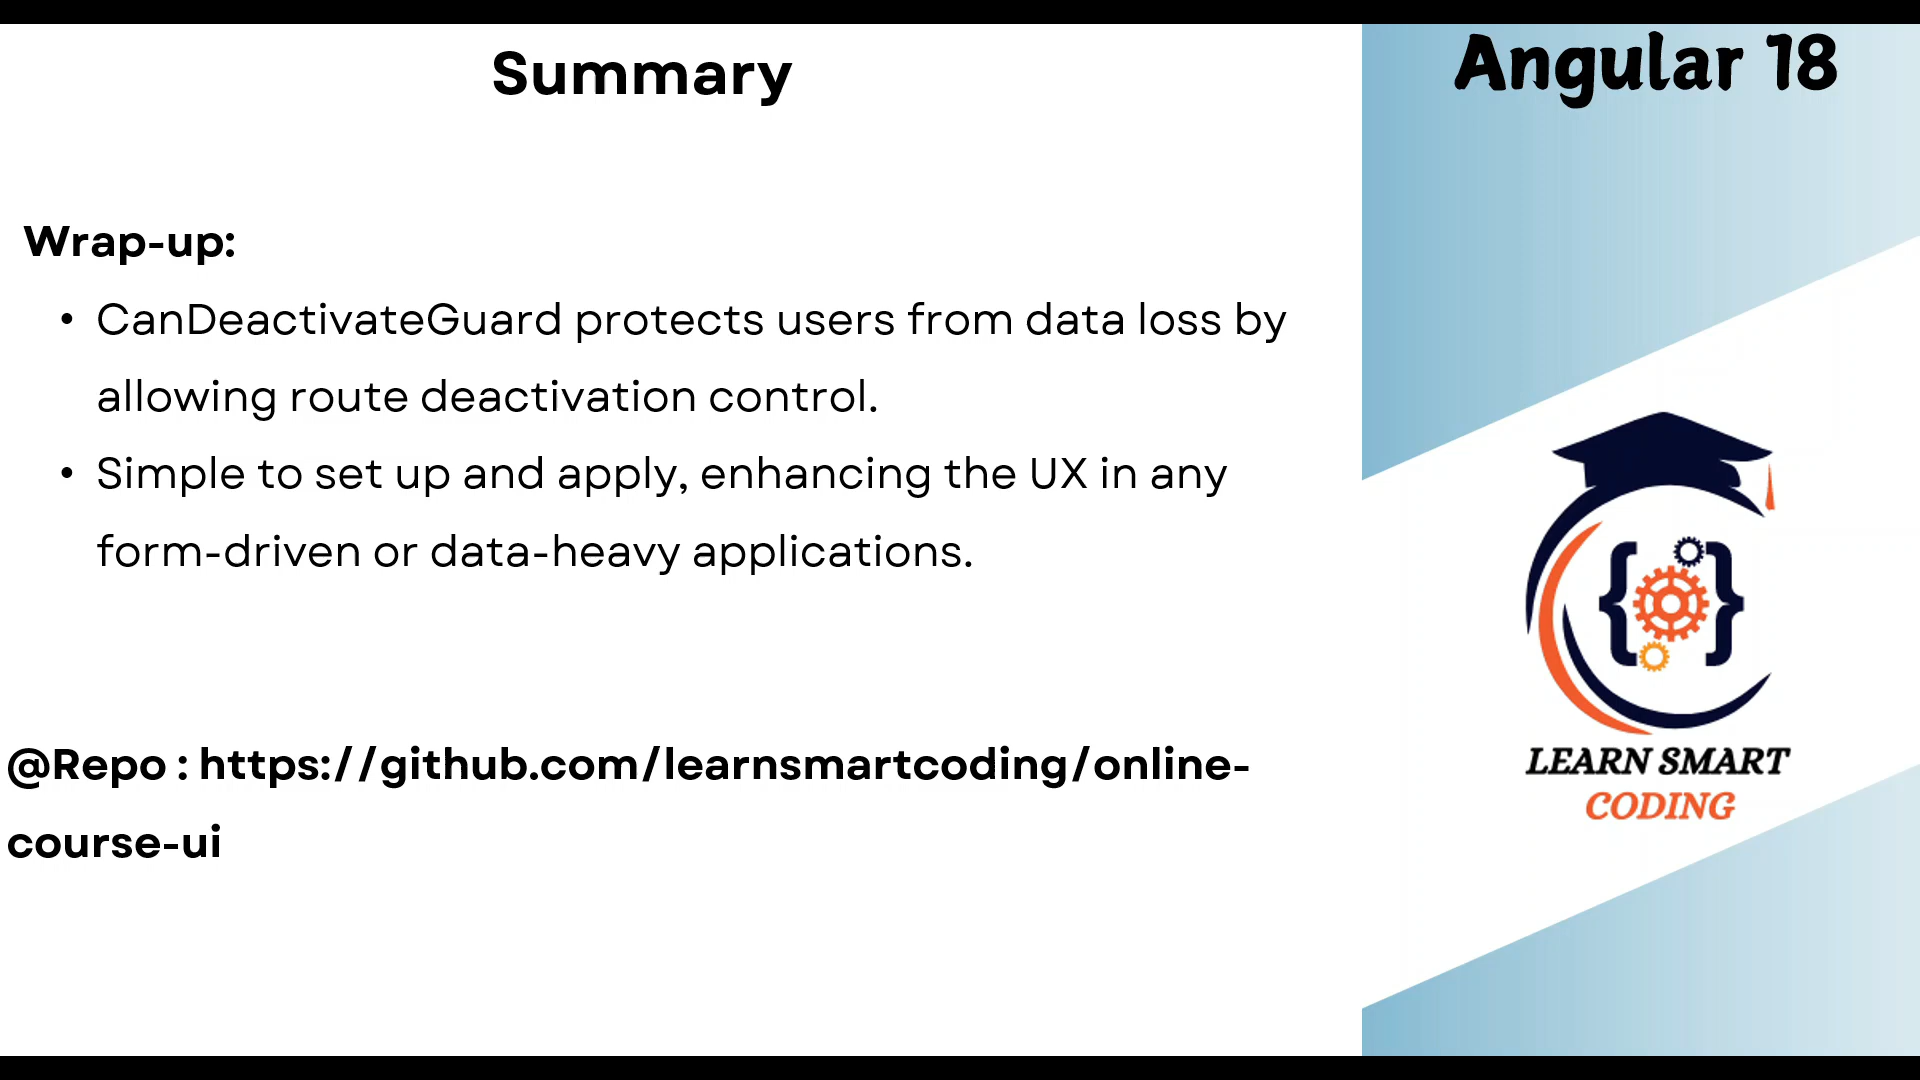 Summary
Angular 18
Wrap-up:
• CanDeactivateGuard protects users from data loss by
allowing route deactivation control.
• Simple to set up and apply, enhancing the UX in any
form-driven or data-heavy applications.
@Repo : https://github.com/learnsmartcoding/online-
course-ui
{ }
LEARN SMART
CODING